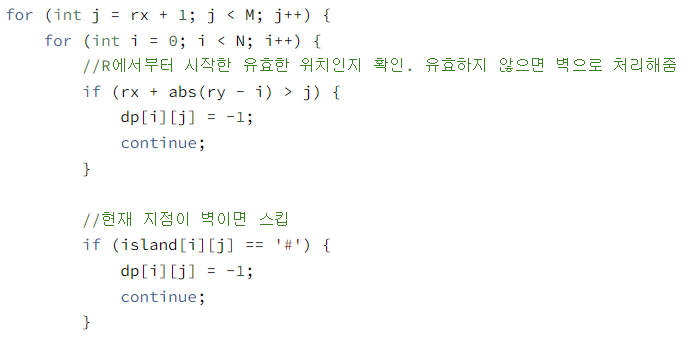 for (int j = rx + 1; j < M; j++) {
    for (int i = 0; i < N; i++) {
        //R에서부터 시작한 유효한 위치인지 확인. 유효하지 않으면 벽으로 처리해줌
        if (rx + abs(ry - i) > j) {
            dp[i][j] = -1;
            continue;
        }
        //현재 지점이 벽이면 스킵
        if (island[i][j] == '#') {
            dp[i][j] = -1;
            continue;
        }